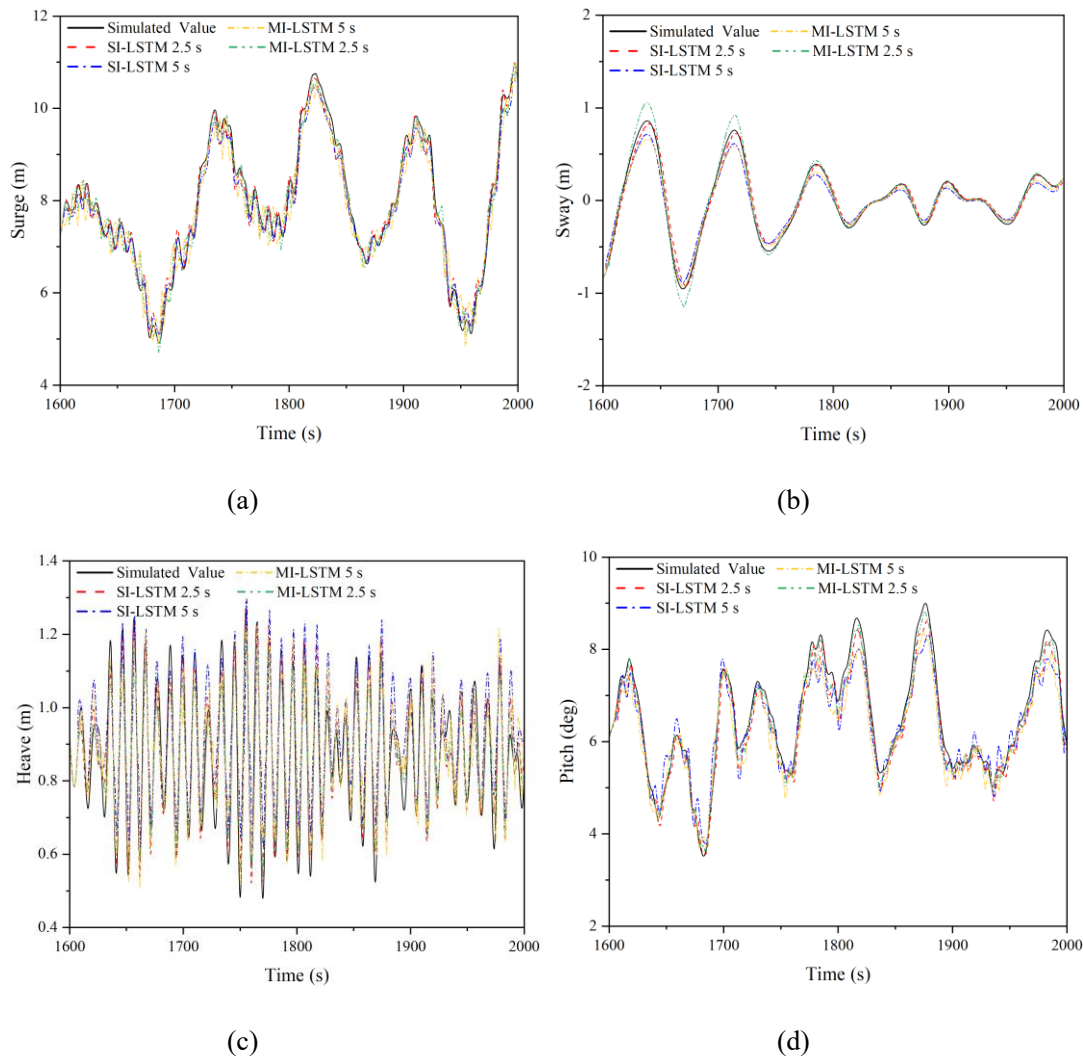 12
10
8
6
4
Surge (m)
Simulated Value
MI-LSTM 5 s
SI-LSTM 2.5 s
MI-LSTM 2.5 s
SI-LSTM 5 s
1600 1700 1800 1900 2000
Time (s)
(a)
2
1
0
-1
-2
Sway (m)
Simulated Value
MI-LSTM 5 s
SI-LSTM 2.5 s
MI-LSTM 2.5 s
SI-LSTM 5 s
1600 1700 1800 1900 2000
Time (s)
(b)
1.4
1.2
1.0
0.8
0.6
0.4
Heave (m)
Simulated Value
MI-LSTM 5 s
SI-LSTM 2.5 s
MI-LSTM 2.5 s
SI-LSTM 5 s
1600 1700 1800 1900 2000
Time (s)
(c)
10
8
6
4
2
Pitch (deg)
Simulated Value
MI-LSTM 5 s
SI-LSTM 2.5 s
MI-LSTM 2.5 s
SI-LSTM 5 s
1600 1700 1800 1900 2000
Time (s)
(d)